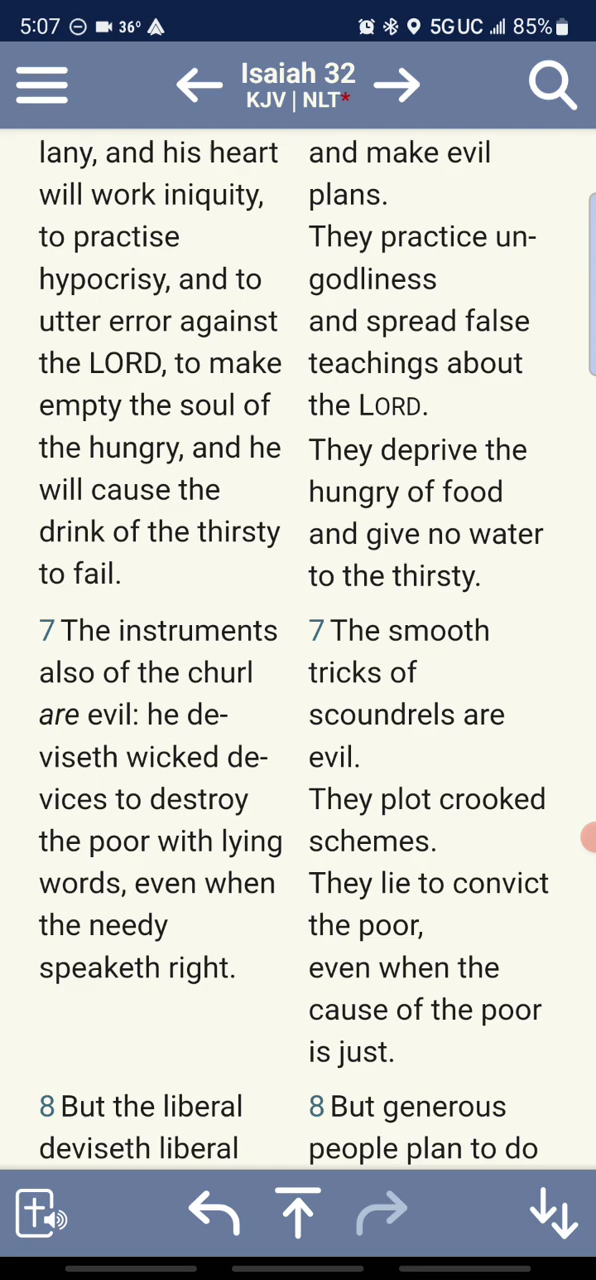 5:07 36° 5G UC 85%
Isaiah 32
KJV | NLT*
lany, and his heart
will work iniquity,
to practise
hypocrisy, and to
utter error against
the LORD, to make
empty the soul of
the hungry, and he
will cause the
drink of the thirsty
to fail.
7 The instruments
also of the churl
are evil: he de-
viseth wicked de-
vices to destroy
the poor with lying
words, even when
the needy
speaketh right.
8 But the liberal
deviseth liberal
and make evil
plans.
They practice un-
godliness
and spread false
teachings about
the LORD.
They deprive the
hungry of food
and give no water
to the thirsty.
7 The smooth
tricks of
scoundrels are
evil.
They plot crooked
schemes.
They lie to convict
the poor,
even when the
cause of the poor
is just.
8 But generous
people plan to do